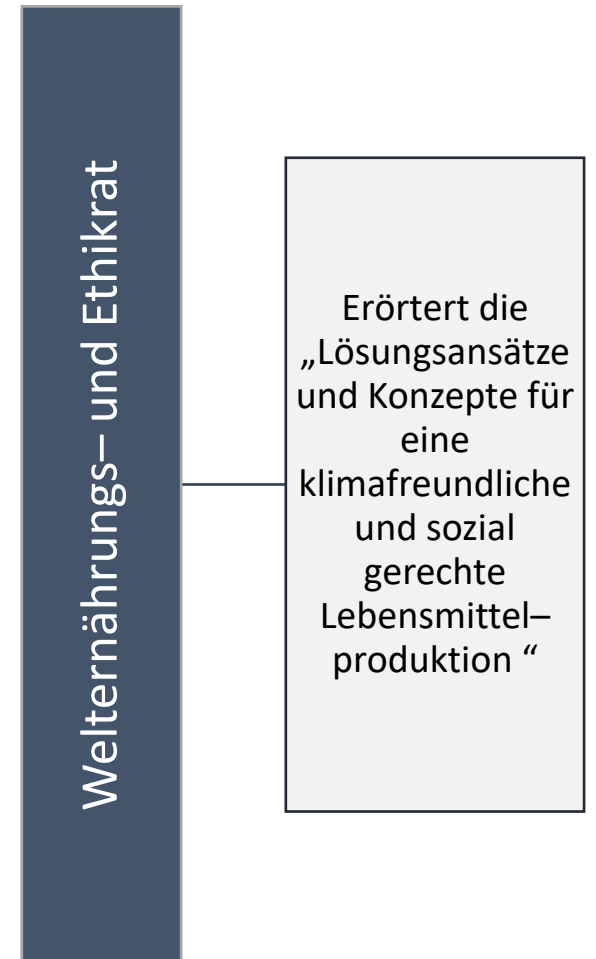 Welternährungs– und Ethikrat
Erörtert die
„Lösungsansätze
und Konzepte für
eine
klimafreundliche
und sozial
gerechte
Lebensmittel–
produktion “